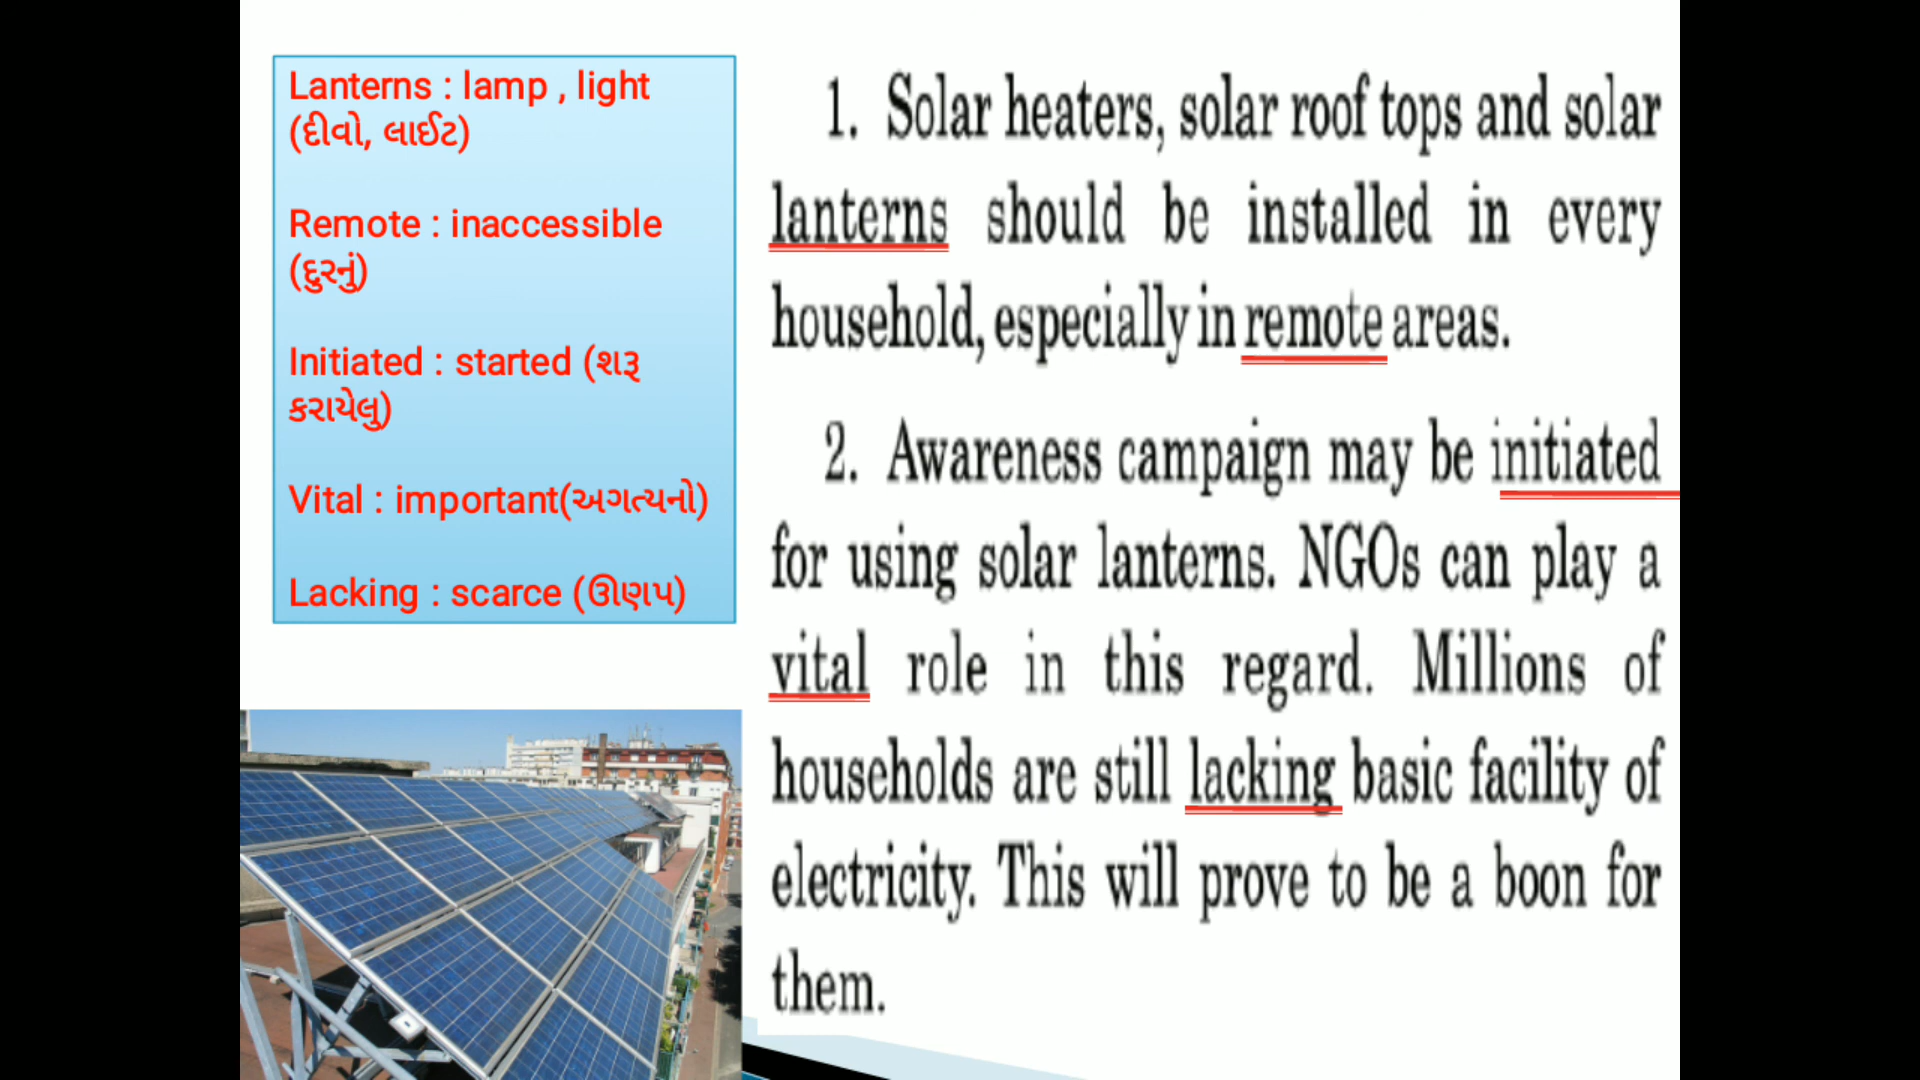 Lanterns : lamp , light
(દીવો, લાઈટ)
Remote : inaccessible
(દુરનું)
Initiated : started (શરૂ
કરાયેલુ)
Vital : important(અગત્યનો)
Lacking : scarce (ઊણપ)
1. Solar heaters, solar roof tops and solar
lanterns should be installed in every
household, especially in remote areas.
2. Awareness campaign may be initiated
for using solar lanterns. NGOs can play a
vital role in this regard. Millions of
households are still lacking basic facility of
electricity. This will prove to be a boon for
them.